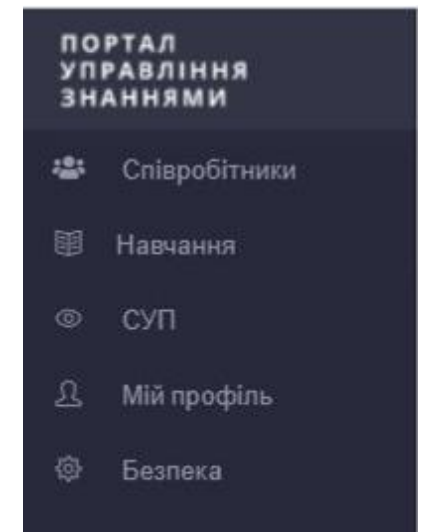 ПОРТАЛ
УПРАВЛІННЯ
ЗНАННЯМИ
Співробітники
Навчання
СУП
Мій профіль
Безпека